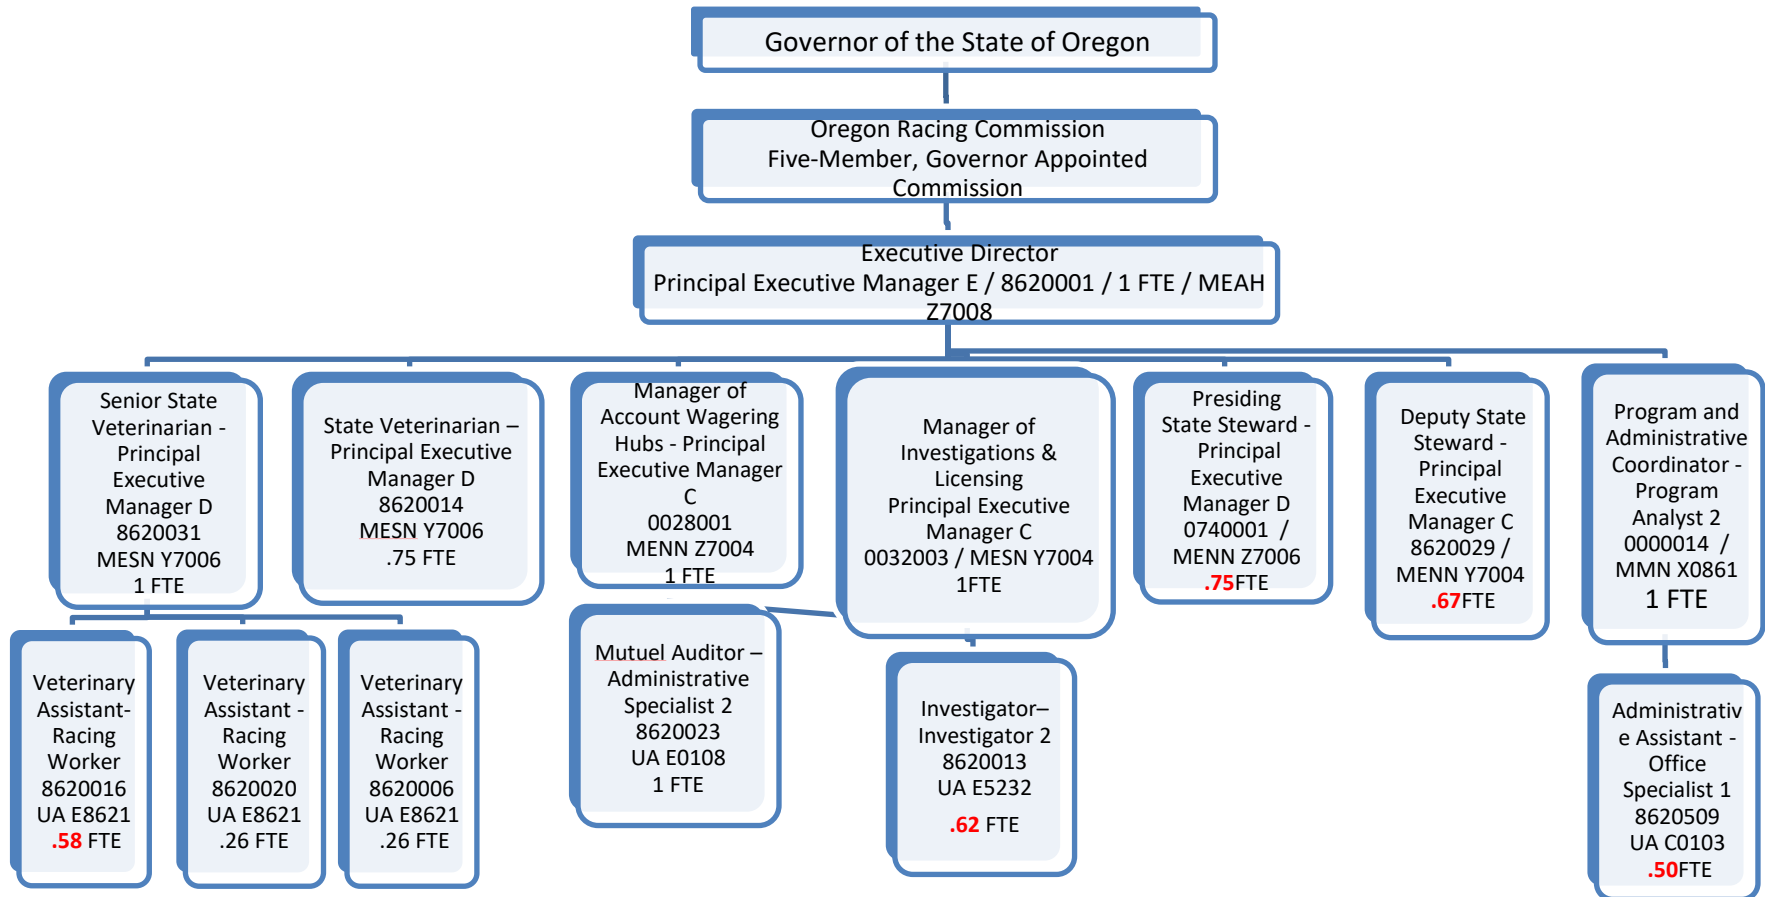 Governor of the State of Oregon
Oregon Racing Commission
Five-Member, Governor Appointed
Commission
Executive Director
Principal Executive Manager E / 8620001 / 1 FTE / MEAH
Z7008
Senior State
Veterinarian -
Principal
Executive
Manager D
8620031
MESN Y7006
1 FTE
State Veterinarian –
Principal Executive
Manager D
8620014
MESN Y7006
.75 FTE
Manager of
Account Wagering
Hubs - Principal
Executive Manager
C
0028001
MENN Z7004
1 FTE
Manager of
Investigations &
Licensing
Principal Executive
Manager C
0032003 / MESN Y7004
1FTE
Presiding
State Steward -
Principal
Executive
Manager D
0740001 /
MENN Z7006
.75FTE
Deputy State
Steward -
Principal
Executive
Manager C
8620029 /
MENN Y7004
.67FTE
Program and
Administrative
Coordinator -
Program
Analyst 2
0000014 /
MMN X0861
1 FTE
Veterinary
Assistant-
Racing
Worker
8620016
UA E8621
.58 FTE
Veterinary
Assistant -
Racing
Worker
8620020
UA E8621
.26 FTE
Veterinary
Assistant -
Racing
Worker
8620006
UA E8621
.26 FTE
Mutuel Auditor –
Administrative
Specialist 2
8620023
UA E0108
1 FTE
Investigator–
Investigator 2
8620013
UA E5232
.62 FTE
Administrativ
e Assistant -
Office
Specialist 1
8620509
UA C0103
.50FTE